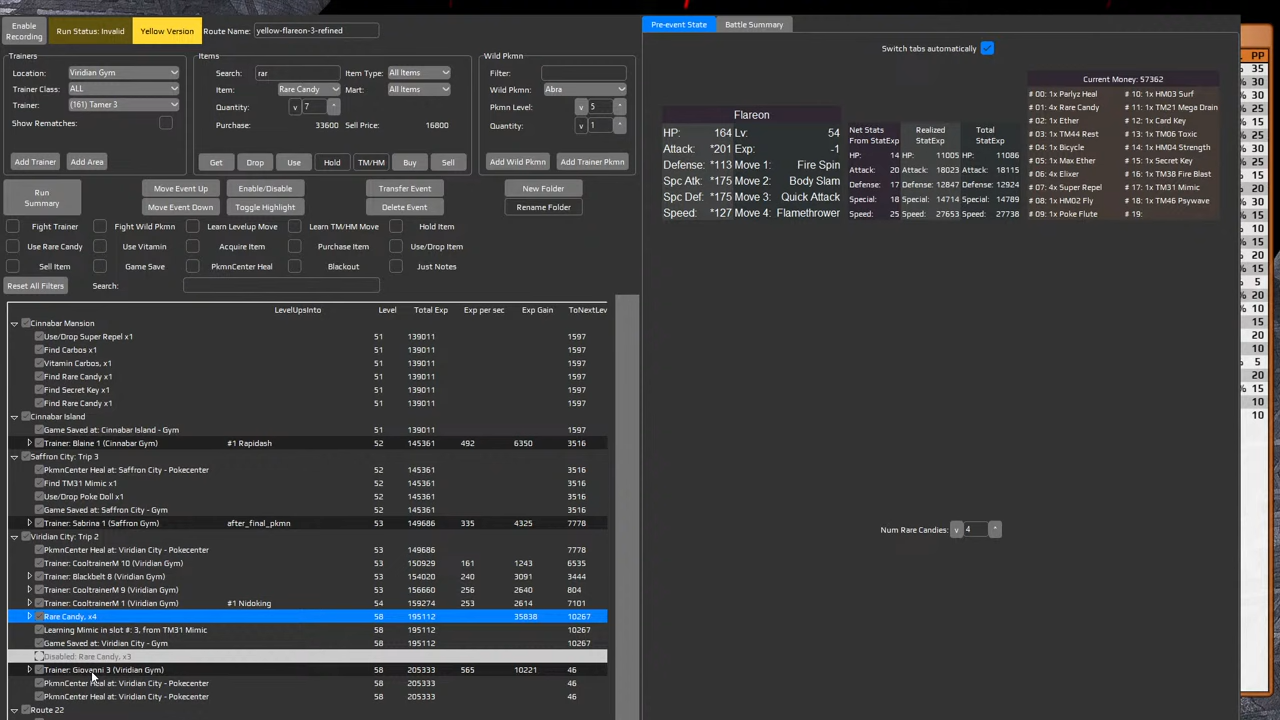 Enable Recording
Run Status: Invalid
Yellow Version
Route Name:
yellow-flareon-3-refined
Trainers
Location: Viridian Gym
Trainer Class: ALL
Trainer: (161) Tamer 3
Show Rematches:
Add Trainer Add Area
Items
Search: rar Item Type: All Items
Item: Rare Candy Mart: All Items
Quantity: v 7 ^
Purchase: 33600 Sell Price: 16800
Get Drop Use Hold TM/HM Buy Sell
Wild Pkmn
Filter:
Wild Pkmn: Abra
Pkmn Level: v 5 ^
Quantity: v 1 ^
Add Wild Pkmn Add Trainer Pkmn
Run Summary
Move Event Up Enable/Disable Transfer Event New Folder
Move Event Down Toggle Highlight Delete Event Rename Folder
Fight Trainer Fight Wild Pkmn Learn Levelup Move Learn TM/HM Move Hold Item
Use Rare Candy Use Vitamin Acquire Item Purchase Item Use/Drop Item
Sell Item Game Save PkmnCenter Heal Blackout Just Notes
Reset All Filters Search:
LevelUpsInto Level Total Exp Exp per sec Exp Gain ToNextLev
Cinnabar Mansion
Use/Drop Super Repel x1 51 139011 1597
Find Carbos x1 51 139011 1597
Vitamin Carbos, x1 51 139011 1597
Find Rare Candy x1 51 139011 1597
Find Secret Key x1 51 139011 1597
Find Rare Candy x1 51 139011 1597
Cinnabar Island
Game Saved at: Cinnabar Island - Gym 51 139011 1597
Trainer: Blaine 1 (Cinnabar Gym) #1 Rapidash 52 145361 492 6350 3516
Saffron City: Trip 3
PkmnCenter Heal at: Saffron City - Pokecenter 52 145361 3516
Find TM31 Mimic x1 52 145361 3516
Use/Drop Poke Doll x1 52 145361 3516
Game Saved at: Saffron City - Gym 52 145361 3516
Trainer: Sabrina 1 (Saffron Gym) after_final_pkmn 53 149686 335 4325 7778
Viridian City: Trip 2
PkmnCenter Heal at: Viridian City - Pokecenter 53 149686 7778
Trainer: CooltrainerM 10 (Viridian Gym) 53 150929 161 1243 6535
Trainer: Blackbelt 8 (Viridian Gym) 53 154020 240 3091 3444
Trainer: CooltrainerM 9 (Viridian Gym) 53 156660 256 2640 804
Trainer: CooltrainerM 1 (Viridian Gym) #1 Nidoking 54 159274 253 2614 7101
Rare Candy, x4 58 195112 35838 10267
Learning Mimic in slot #: 3, from TM31 Mimic 58 195112 10267
Game Saved at: Viridian City - Gym 58 195112 10267
Disabled: Rare Candy, x3
Trainer: Giovanni 3 (Viridian Gym) 58 205333 565 10221 46
PkmnCenter Heal at: Viridian City - Pokecenter 58 205333 46
PkmnCenter Heal at: Viridian City - Pokecenter 58 205333 46
Route 22
Pre-event State Battle Summary
Switch tabs automatically
Flareon
HP: 164 Lv: 54
Attack: *201 Exp: -1
Defense: *113 Move 1: Fire Spin
Spc Atk: *175 Move 2: Body Slam
Spc Def: *175 Move 3: Quick Attack
Speed: *127 Move 4: Flamethrower
Net Stats From StatExp
HP: 14
Attack: 20
Defense: 17
Special: 18
Speed: 25
Realized StatExp
HP: 11005
Attack: 18023
Defense: 12847
Special: 14714
Speed: 27653
Total StatExp
HP: 11086
Attack: 18115
Defense: 12924
Special: 14789
Speed: 27738
Current Money: 57362
# 00: 1x Parlyz Heal # 10: 1x HM03 Surf
# 01: 4x Rare Candy # 11: 1x TM21 Mega Drain
# 02: 1x Ether # 12: 1x Card Key
# 03: 1x TM44 Rest # 13: 1x TM06 Toxic
# 04: 1x Bicycle # 14: 1x HM04 Strength
# 05: 1x Max Ether # 15: 1x Secret Key
# 06: 4x Elixer # 16: 1x TM38 Fire Blast
# 07: 4x Super Repel # 17: 1x TM31 Mimic
# 08: 1x HM02 Fly # 18: 1x TM46 Psywave
# 09: 1x Poke Flute # 19:
Num Rare Candies: v 4 ^
PP
% 35
% 30
% 30
% 10
% 10
% 10
% 15
% 15
% 5
% 20
% 10
% 15
% 30
% 10
% 15
% 5
% 20
% 10
% 10
15
% 20
% 10
% 5
20
% 15
% 10
10